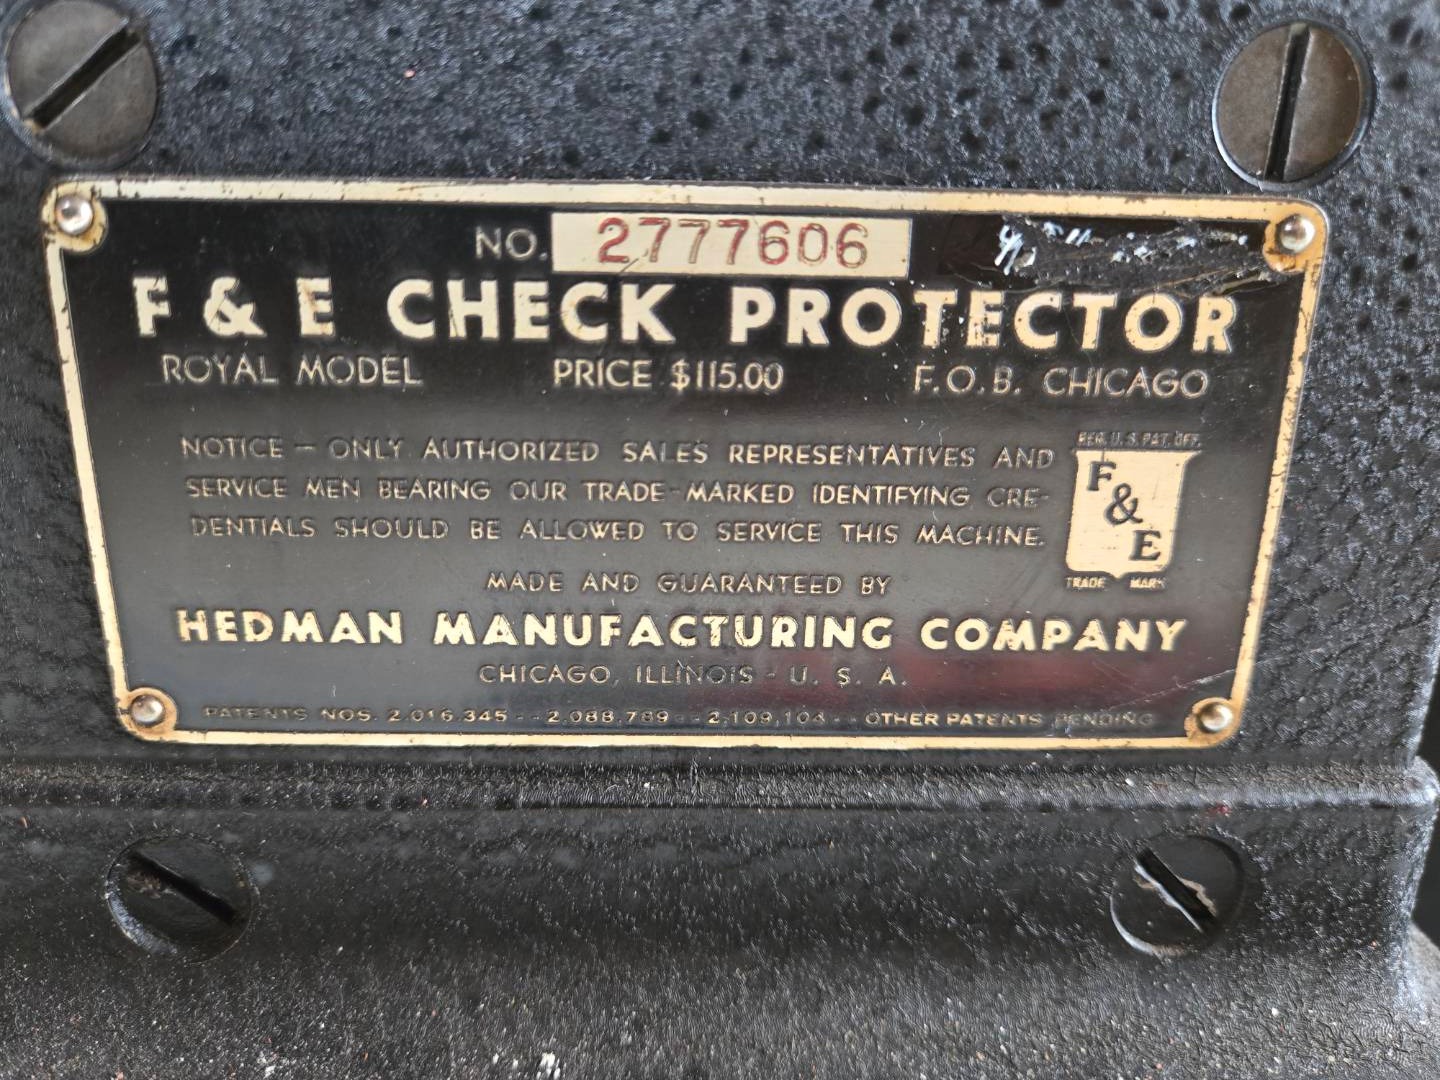 NO. 2777606
F & E CHECK PROTECTOR
ROYAL MODEL PRICE $115.00 F.O.B. CHICAGO
NOTICE - ONLY AUTHORIZED SALES REPRESENTATIVES AND
SERVICE MEN BEARING OUR TRADE-MARKED IDENTIFYING CRE-
DENTIALS SHOULD BE ALLOWED TO SERVICE THIS MACHINE.
REG. U.S. PAT. OFF.
F
&
E
TRADE MARK
MADE AND GUARANTEED BY
HEDMAN MANUFACTURING COMPANY
CHICAGO, ILLINOIS - U. S. A.
PATENTS NOS. 2,016,345 -- 2,088,789 -- 2,109,104 -- OTHER PATENTS PENDING